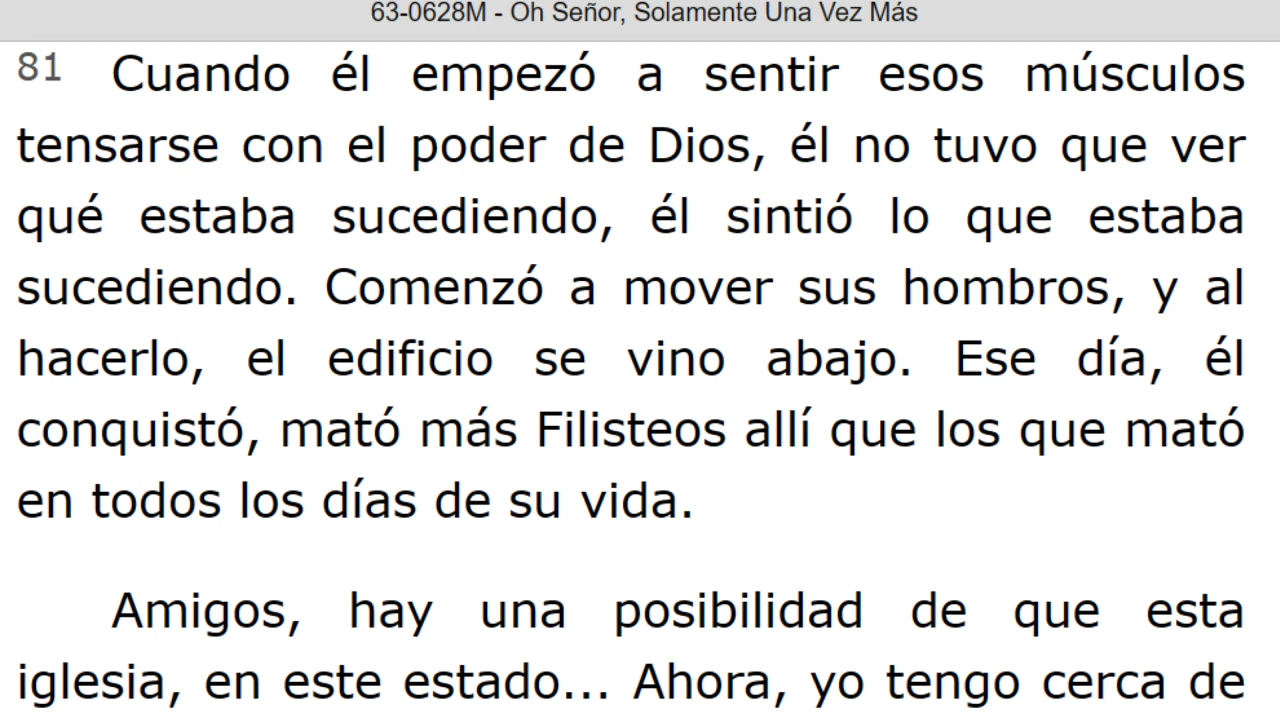 63-0628M - Oh Señor, Solamente Una Vez Más
81 Cuando él empezó a sentir esos músculos
tensarse con el poder de Dios, él no tuvo que ver
qué estaba sucediendo, él sintió lo que estaba
sucediendo. Comenzó a mover sus hombros, y al
hacerlo, el edificio se vino abajo. Ese día, él
conquistó, mató más Filisteos allí que los que mató
en todos los días de su vida.
Amigos, hay una posibilidad de que esta
iglesia, en este estado... Ahora, yo tengo cerca de